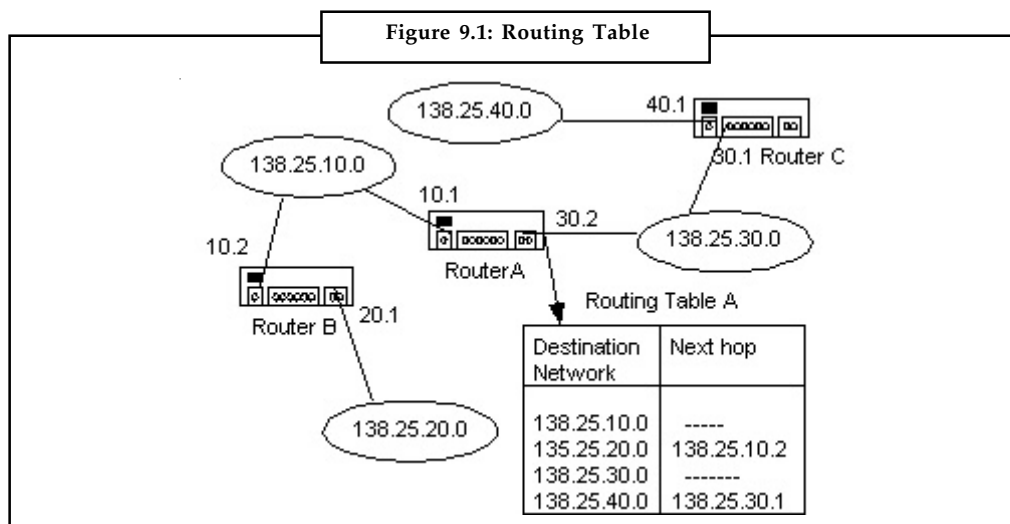 Figure 9.1: Routing Table
138.25.40.0
40.1
30.1 Router C
138.25.10.0
10.1
30.2
138.25.30.0
10.2
RouterA
Router B
20.1
138.25.20.0
Routing Table A
Destination Network
Next hop
138.25.10.0 -----
135.25.20.0 138.25.10.2
138.25.30.0 -------
138.25.40.0 138.25.30.1